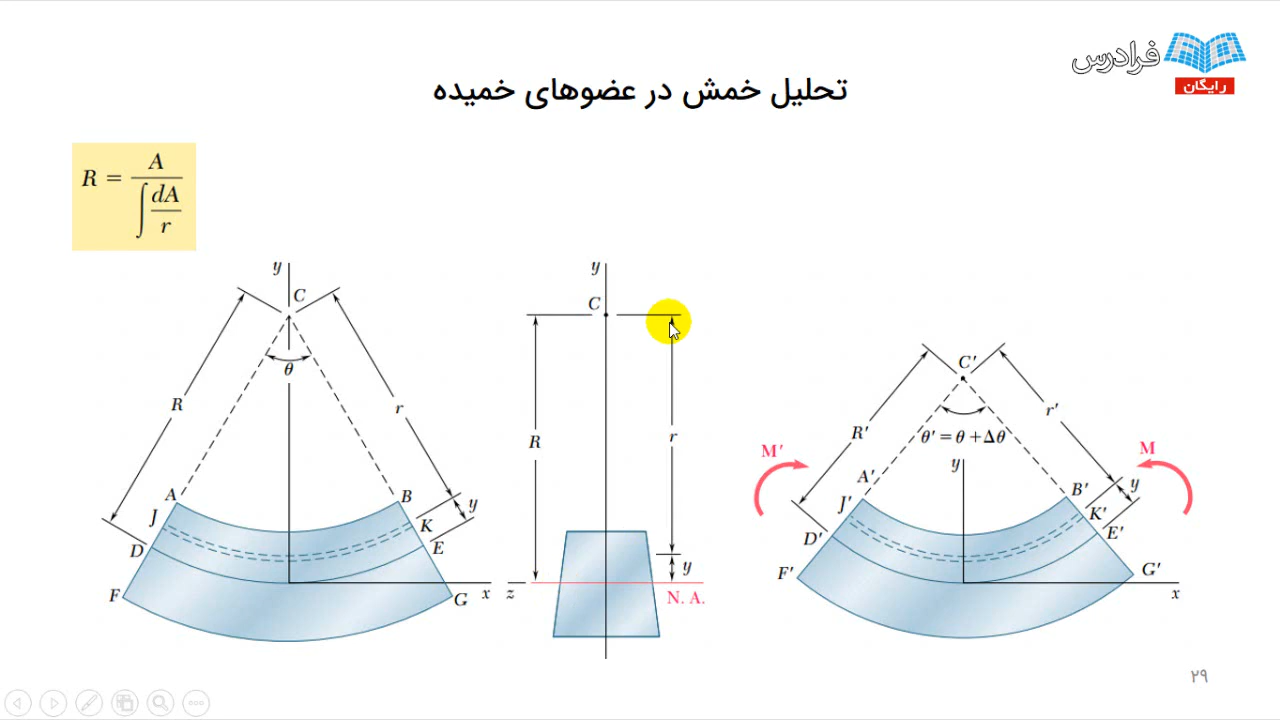 فرادرس
رایگان
تحلیل خمش در عضوهای خمیده
R = A / ∫ dA/r
y
C
θ
R
r
A
B
J
K
y
D
E
F
G
x
y
C
R
r
y
z
N. A.
C′
r′
R′
θ′ = θ + Δθ
M′
M
y
A′
B′
y
J′
K′
D′
E′
F′
G′
x
۲۹